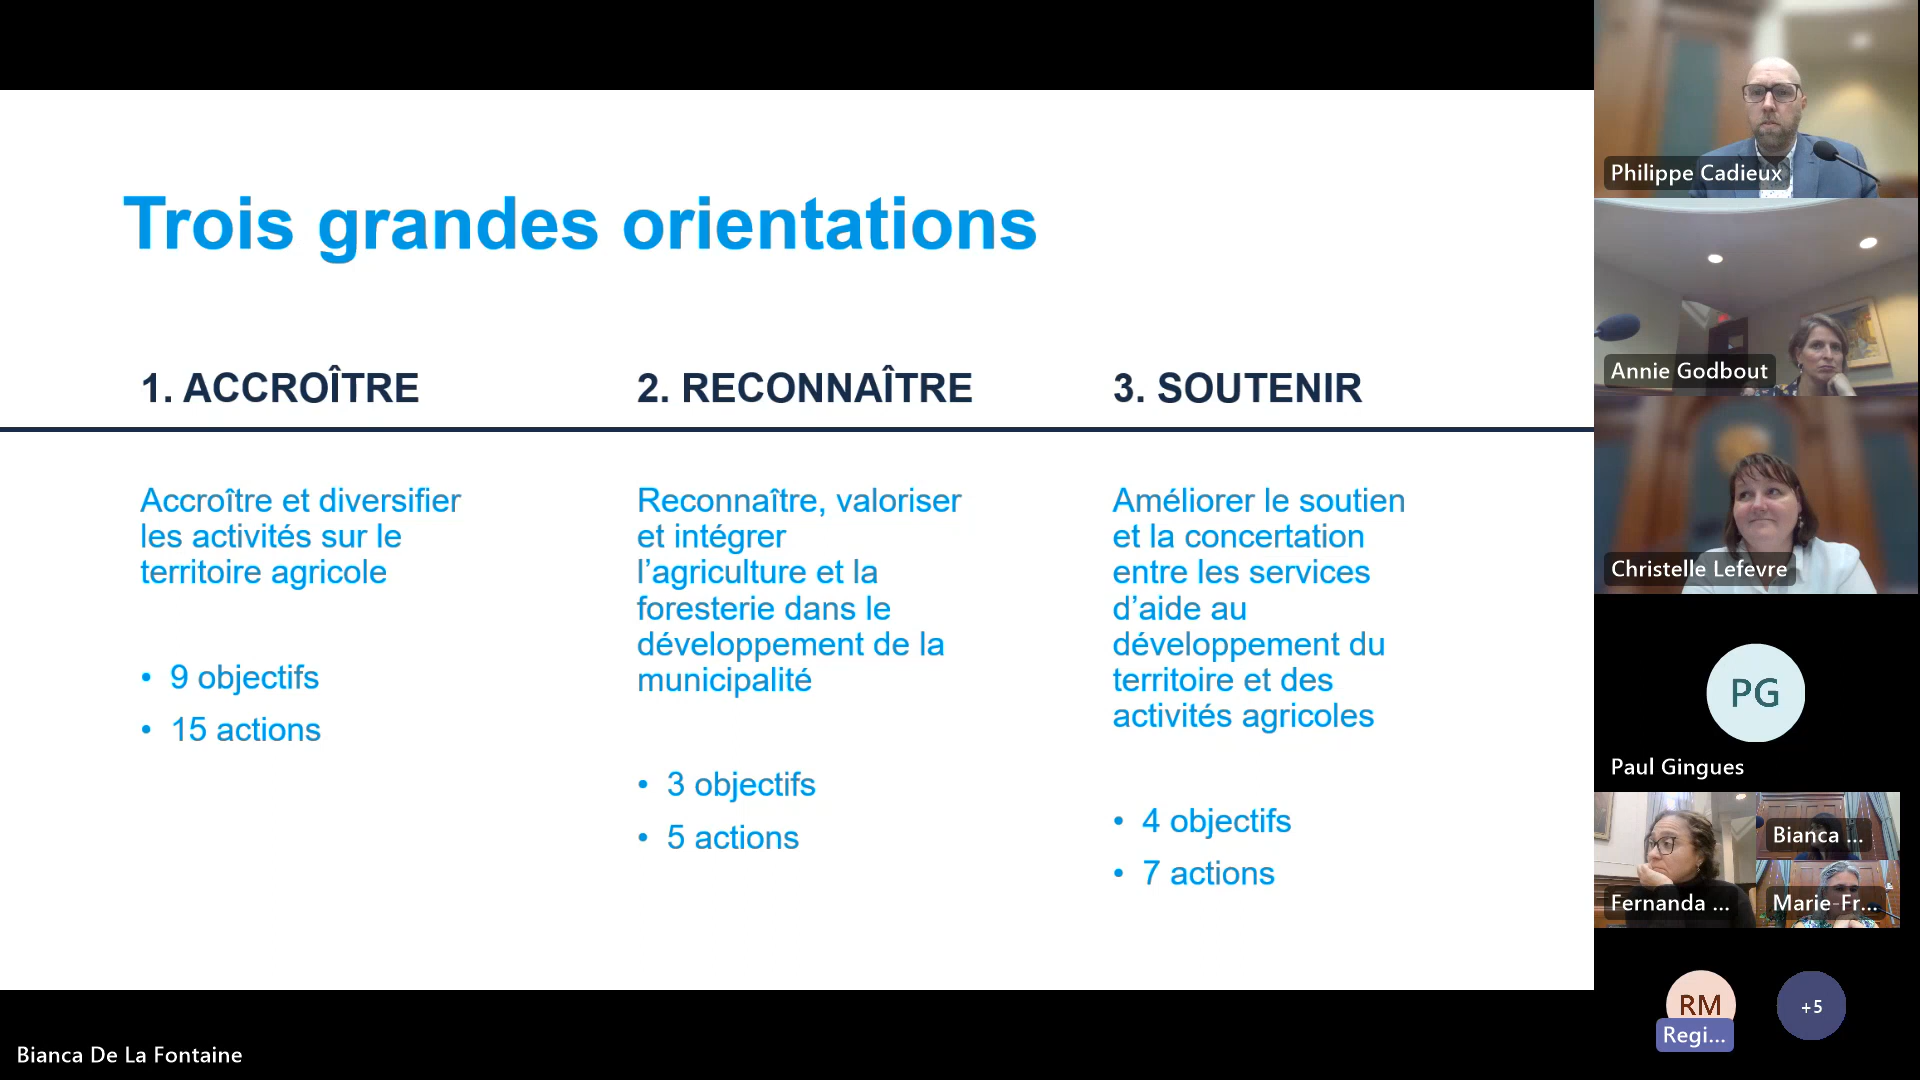 Trois grandes orientations
1. ACCROÎTRE
2. RECONNAÎTRE
3. SOUTENIR
Accroître et diversifier
les activités sur le
territoire agricole
• 9 objectifs
• 15 actions
Reconnaître, valoriser
et intégrer
l’agriculture et la
foresterie dans le
développement de la
municipalité
• 3 objectifs
• 5 actions
Améliorer le soutien
et la concertation
entre les services
d’aide au
développement du
territoire et des
activités agricoles
• 4 objectifs
• 7 actions
Philippe Cadieux
Annie Godbout
Christelle Lefevre
PG
Paul Gingues
Bianca ...
Fernanda ...
Marie-Fr...
RM
Regi...
+5
Bianca De La Fontaine